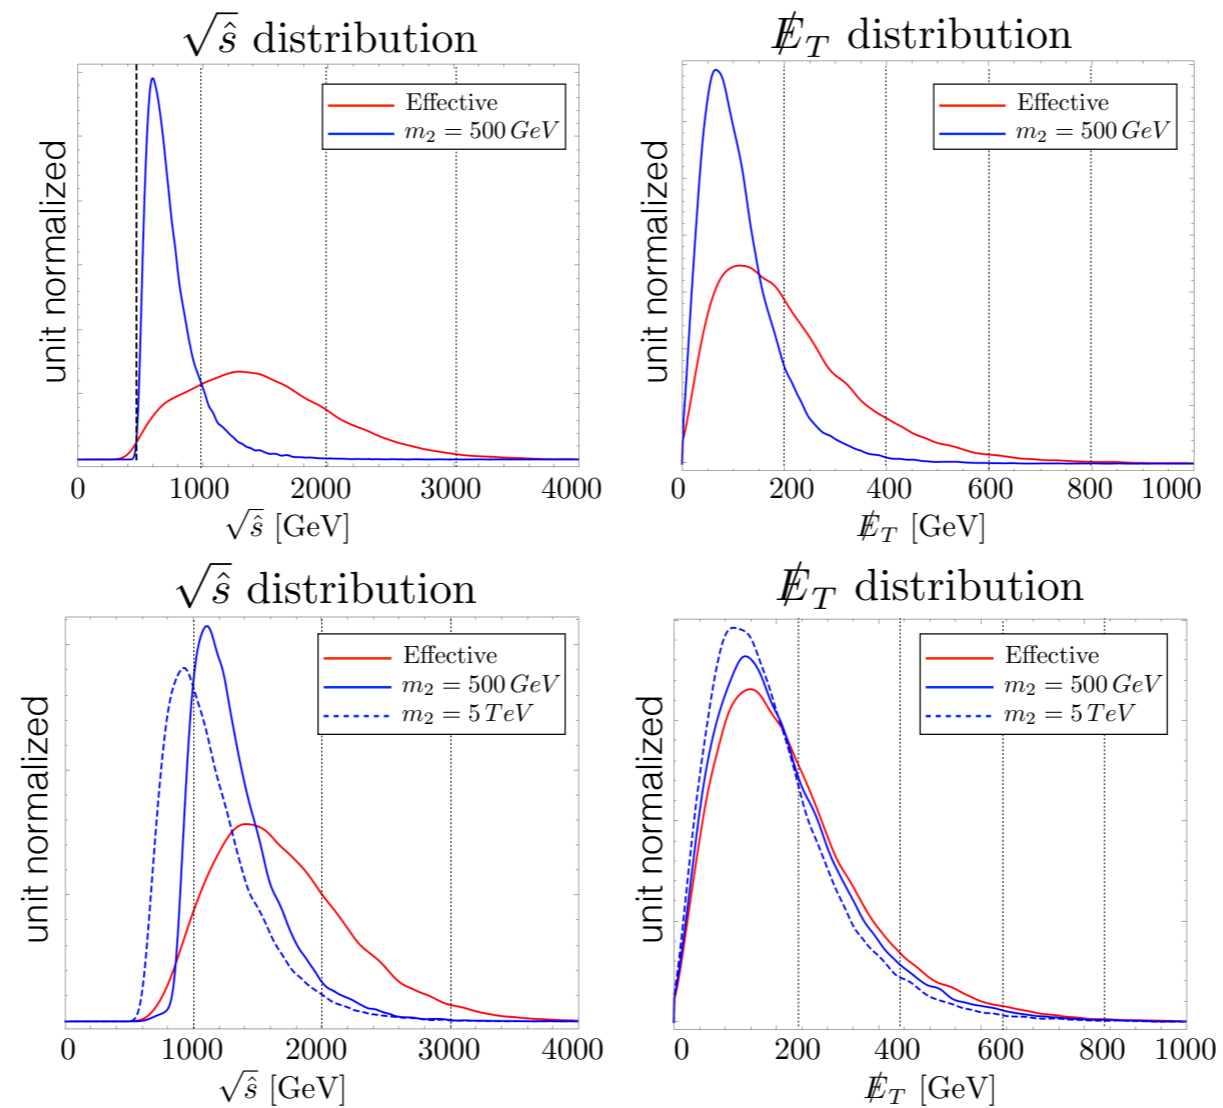 √ŝ distribution
unit normalized
Effective
m₂ = 500 GeV
0 1000 2000 3000 4000
√ŝ [GeV]
E̸_T distribution
unit normalized
Effective
m₂ = 500 GeV
0 200 400 600 800 1000
E̸_T [GeV]
√ŝ distribution
unit normalized
Effective
m₂ = 500 GeV
m₂ = 5 TeV
0 1000 2000 3000 4000
√ŝ [GeV]
E̸_T distribution
unit normalized
Effective
m₂ = 500 GeV
m₂ = 5 TeV
0 200 400 600 800 1000
E̸_T [GeV]